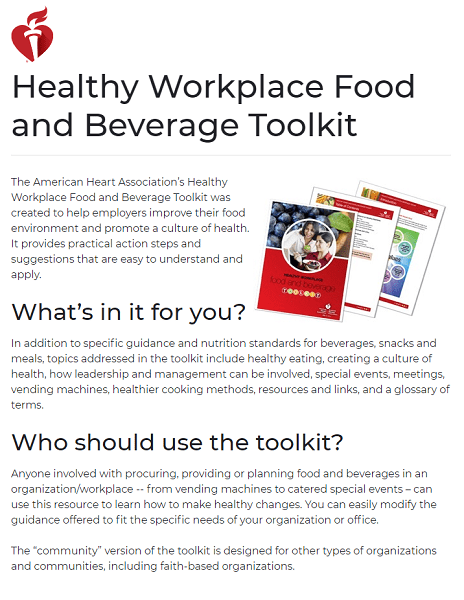 Healthy Workplace Food
and Beverage Toolkit
The American Heart Association's Healthy
Workplace Food and Beverage Toolkit was
created to help employers improve their food
environment and promote a culture of health.
It provides practical action steps and
suggestions that are easy to understand and
apply.
HEALTHY WORKPLACE
food and beverage
TOOLKIT
What's in it for you?
In addition to specific guidance and nutrition standards for beverages, snacks and
meals, topics addressed in the toolkit include healthy eating, creating a culture of
health, how leadership and management can be involved, special events, meetings,
vending machines, healthier cooking methods, resources and links, and a glossary of
terms.
Who should use the toolkit?
Anyone involved with procuring, providing or planning food and beverages in an
organization/workplace -- from vending machines to catered special events – can
use this resource to learn how to make healthy changes. You can easily modify the
guidance offered to fit the specific needs of your organization or office.
The “community” version of the toolkit is designed for other types of organizations
and communities, including faith-based organizations.